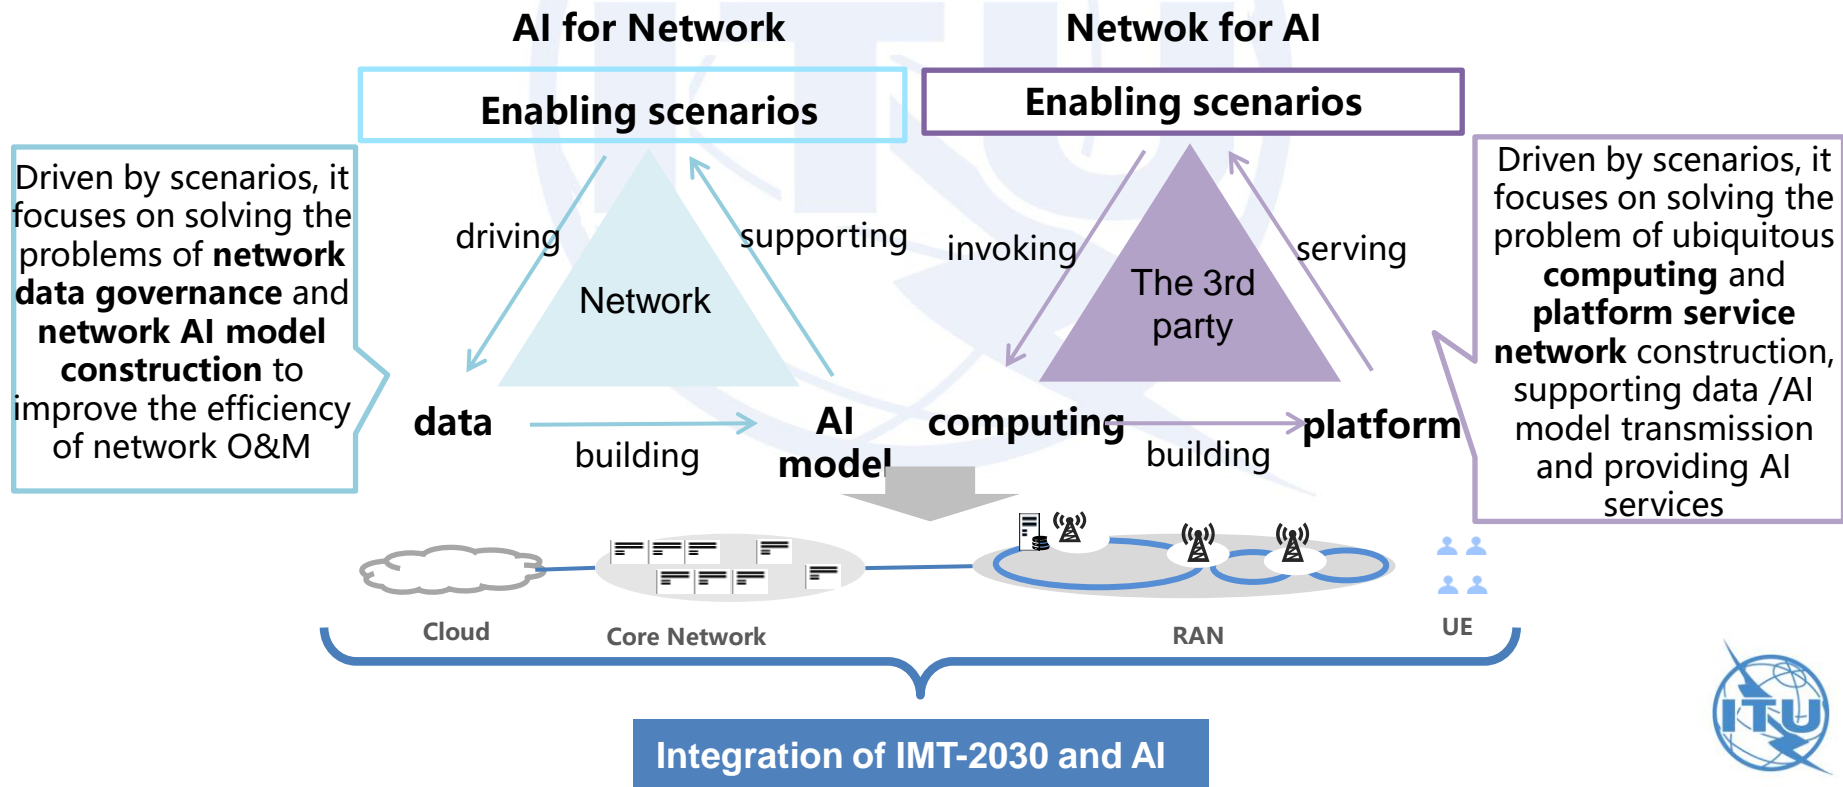 AI for Network
Netwok for AI
Enabling scenarios
Enabling scenarios
Driven by scenarios, it
focuses on solving the
problems of network
data governance and
network AI model
construction to
improve the efficiency
of network O&M
driving
supporting
Network
data
building
AI
model
invoking
serving
The 3rd
party
computing
building
platform
Driven by scenarios, it
focuses on solving the
problem of ubiquitous
computing and
platform service
network construction,
supporting data /AI
model transmission
and providing AI
services
Cloud
Core Network
RAN
UE
Integration of IMT-2030 and AI
ITU